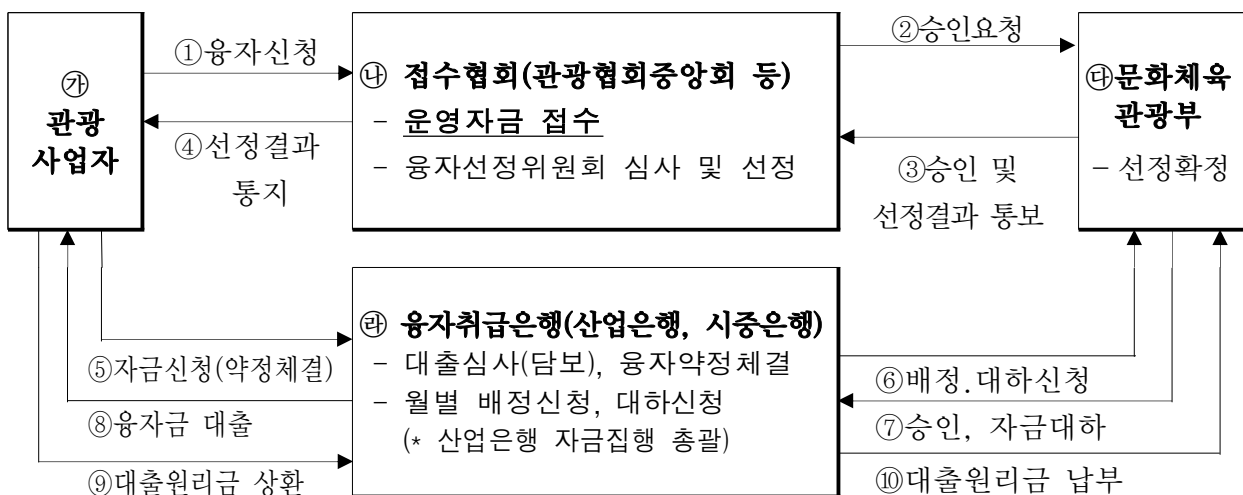 ㉮
관광
사업자
①융자신청
④선정결과
통지
㉯ 접수협회(관광협회중앙회 등)
- 운영자금 접수
- 융자선정위원회 심사 및 선정
②승인요청
③승인 및
선정결과 통보
㉰문화체육
관광부
- 선정확정
⑤자금신청(약정체결)
⑧융자금 대출
⑨대출원리금 상환
㉱ 융자취급은행(산업은행, 시중은행)
- 대출심사(담보), 융자약정체결
- 월별 배정신청, 대하신청
(* 산업은행 자금집행 총괄)
⑥배정.대하신청
⑦승인, 자금대하
⑩대출원리금 납부